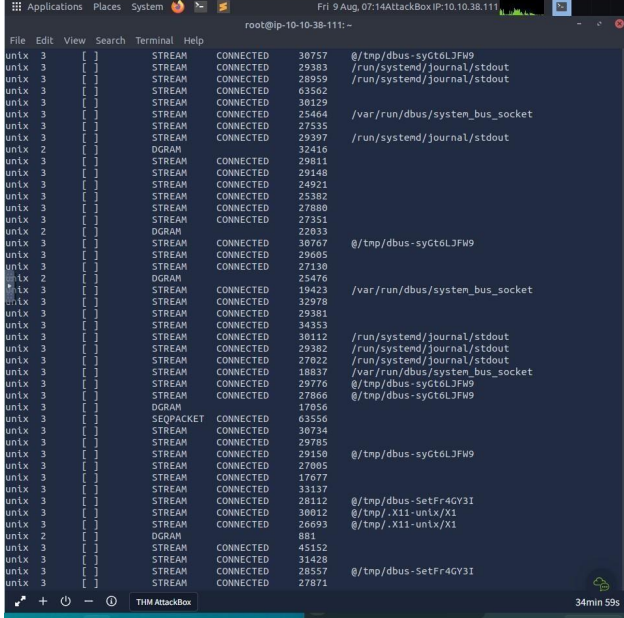 Applications Places System Fri 9 Aug, 07:14AttackBox IP:10.10.38.111
root@ip-10-10-38-111: ~
File Edit View Search Terminal Help
unix 3 [ ] STREAM CONNECTED 30757 @/tmp/dbus-syGt6LJFW9
unix 3 [ ] STREAM CONNECTED 29383 /run/systemd/journal/stdout
unix 3 [ ] STREAM CONNECTED 28959 /run/systemd/journal/stdout
unix 3 [ ] STREAM CONNECTED 63562
unix 3 [ ] STREAM CONNECTED 30129
unix 3 [ ] STREAM CONNECTED 25464 /var/run/dbus/system_bus_socket
unix 3 [ ] STREAM CONNECTED 27535
unix 3 [ ] STREAM CONNECTED 29397 /run/systemd/journal/stdout
unix 2 [ ] DGRAM 32416
unix 3 [ ] STREAM CONNECTED 29811
unix 3 [ ] STREAM CONNECTED 29148
unix 3 [ ] STREAM CONNECTED 24921
unix 3 [ ] STREAM CONNECTED 25382
unix 3 [ ] STREAM CONNECTED 27880
unix 3 [ ] STREAM CONNECTED 27351
unix 2 [ ] DGRAM 22033
unix 3 [ ] STREAM CONNECTED 30767 @/tmp/dbus-syGt6LJFW9
unix 3 [ ] STREAM CONNECTED 29605
unix 3 [ ] STREAM CONNECTED 27130
unix 2 [ ] DGRAM 25476
unix 3 [ ] STREAM CONNECTED 19423 /var/run/dbus/system_bus_socket
unix 3 [ ] STREAM CONNECTED 32978
unix 3 [ ] STREAM CONNECTED 29381
unix 3 [ ] STREAM CONNECTED 34353
unix 3 [ ] STREAM CONNECTED 30112 /run/systemd/journal/stdout
unix 3 [ ] STREAM CONNECTED 29382 /run/systemd/journal/stdout
unix 3 [ ] STREAM CONNECTED 27022 /run/systemd/journal/stdout
unix 3 [ ] STREAM CONNECTED 18837 /var/run/dbus/system_bus_socket
unix 3 [ ] STREAM CONNECTED 29776 @/tmp/dbus-syGt6LJFW9
unix 3 [ ] STREAM CONNECTED 27866 @/tmp/dbus-syGt6LJFW9
unix 3 [ ] DGRAM 17056
unix 3 [ ] SEQPACKET CONNECTED 63556
unix 3 [ ] STREAM CONNECTED 30734
unix 3 [ ] STREAM CONNECTED 29785
unix 3 [ ] STREAM CONNECTED 29150 @/tmp/dbus-syGt6LJFW9
unix 3 [ ] STREAM CONNECTED 27005
unix 3 [ ] STREAM CONNECTED 17677
unix 3 [ ] STREAM CONNECTED 33137
unix 3 [ ] STREAM CONNECTED 28112 @/tmp/dbus-SetFr4GY3I
unix 3 [ ] STREAM CONNECTED 30012 @/tmp/.X11-unix/X1
unix 3 [ ] STREAM CONNECTED 26693 @/tmp/.X11-unix/X1
unix 2 [ ] DGRAM 881
unix 3 [ ] STREAM CONNECTED 45152
unix 3 [ ] STREAM CONNECTED 31428
unix 3 [ ] STREAM CONNECTED 28557 @/tmp/dbus-SetFr4GY3I
unix 3 [ ] STREAM CONNECTED 27871
THM AttackBox 34min 59s